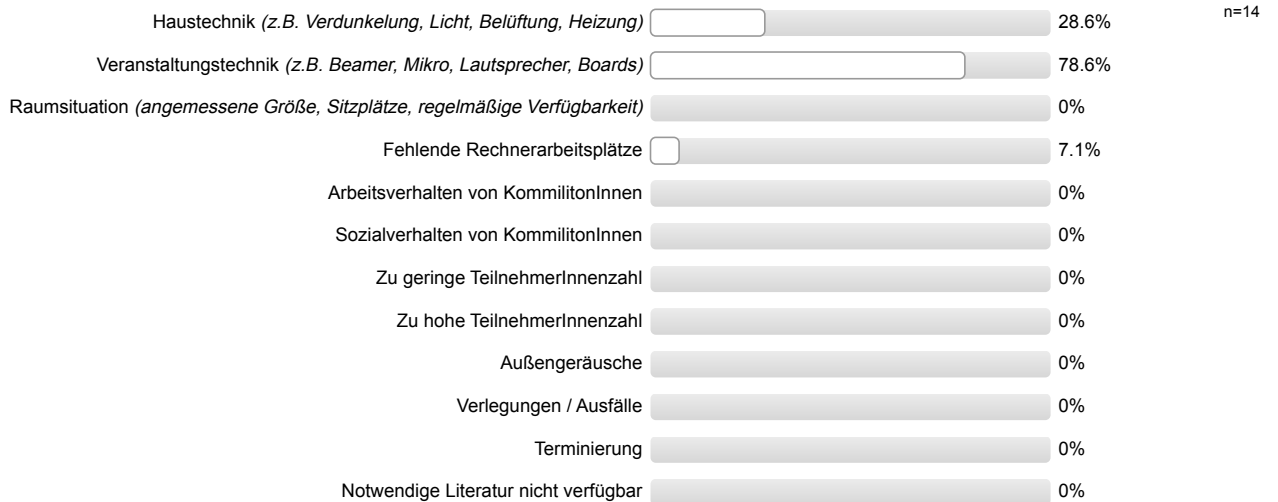 Haustechnik (z.B. Verdunkelung, Licht, Belüftung, Heizung) 28.6% n=14
Veranstaltungstechnik (z.B. Beamer, Mikro, Lautsprecher, Boards) 78.6%
Raumsituation (angemessene Größe, Sitzplätze, regelmäßige Verfügbarkeit) 0%
Fehlende Rechnerarbeitsplätze 7.1%
Arbeitsverhalten von KommilitonInnen 0%
Sozialverhalten von KommilitonInnen 0%
Zu geringe TeilnehmerInnenzahl 0%
Zu hohe TeilnehmerInnenzahl 0%
Außengeräusche 0%
Verlegungen / Ausfälle 0%
Terminierung 0%
Notwendige Literatur nicht verfügbar 0%